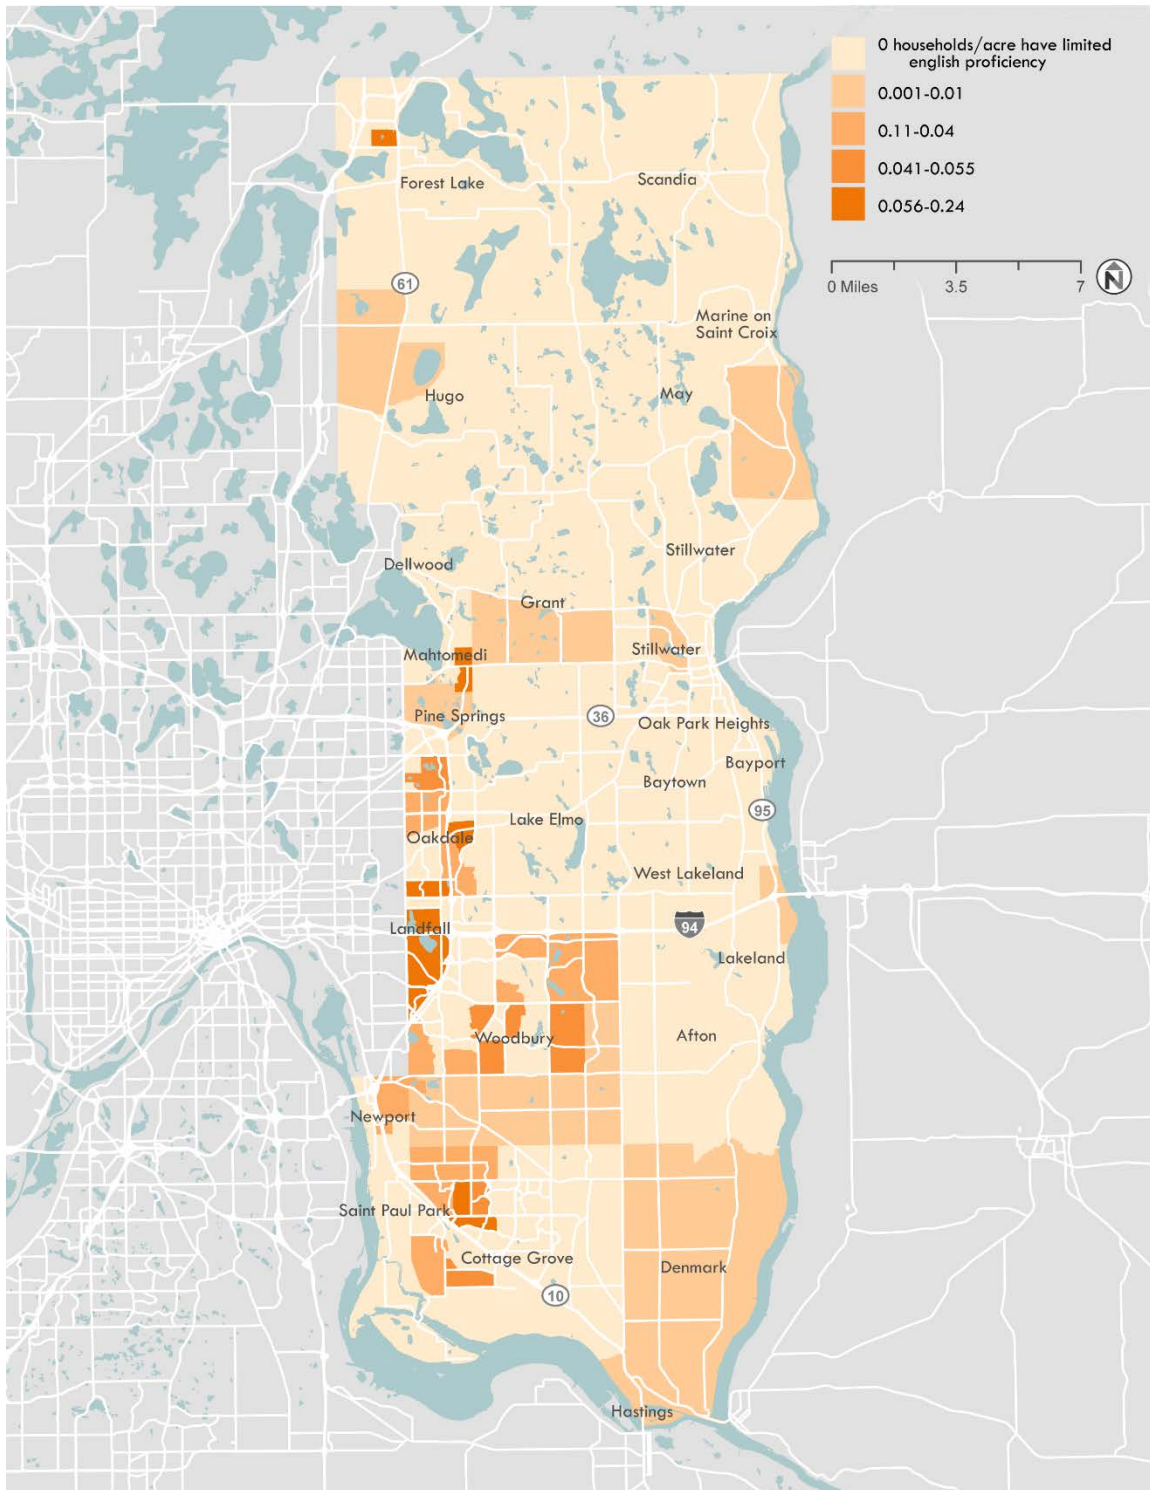 0 households/acre have limited
english proficiency
0.001-0.01
0.11-0.04
0.041-0.055
0.056-0.24
0 Miles
3.5
7
N
Forest Lake
Scandia
61
Marine on
Saint Croix
Hugo
May
Stillwater
Dellwood
Grant
Mahtomedi
Stillwater
Pine Springs
36
Oak Park Heights
Bayport
Baytown
95
Lake Elmo
Oakdale
West Lakeland
Landfall
94
Lakeland
Woodbury
Afton
Newport
Saint Paul Park
Cottage Grove
Denmark
10
Hastings